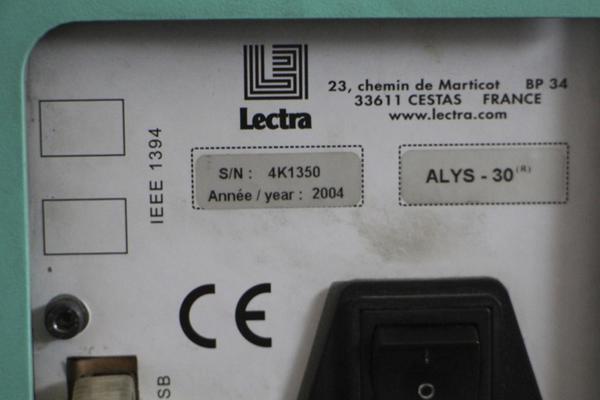 Lectra
23, chemin de Marticot BP 34
33611 CESTAS FRANCE
www.lectra.com
IEEE 1394
S/N : 4K1350
Année / year : 2004
ALYS - 30 (R)
CE
SB